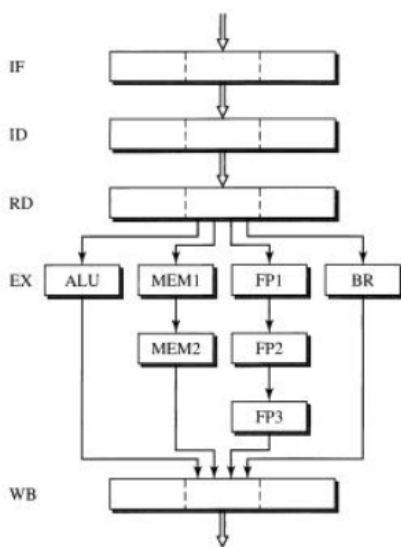 IF
ID
RD
EX ALU MEM1 FP1 BR
MEM2 FP2
FP3
WB